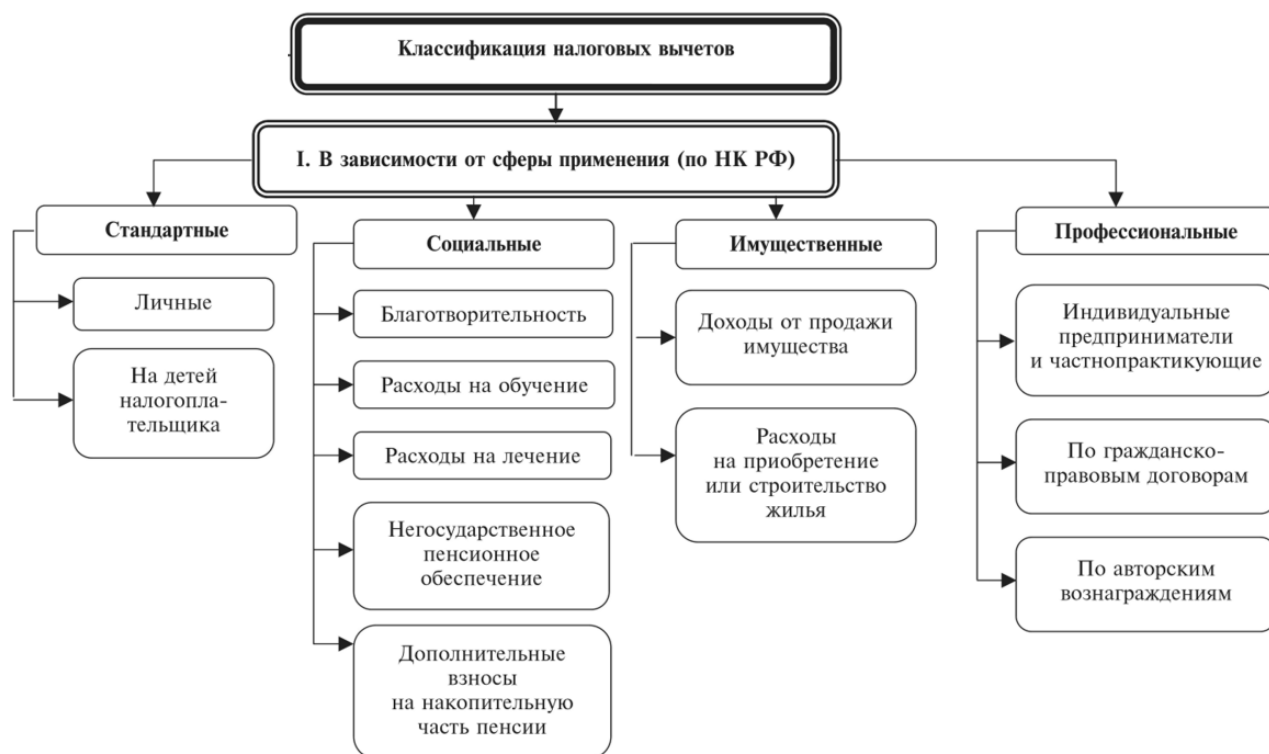 Классификация налоговых вычетов
I. В зависимости от сферы применения (по НК РФ)
Стандартные
Личные
На детей
налогопла-
тельщика
Социальные
Благотворительность
Расходы на обучение
Расходы на лечение
Негосударственное
пенсионное
обеспечение
Дополнительные
взносы
на накопительную
часть пенсии
Имущественные
Доходы от продажи
имущества
Расходы
на приобретение
или строительство
жилья
Профессиональные
Индивидуальные
предприниматели
и частнопрактикующие
По гражданско-
правовым договорам
По авторским
вознаграждениям